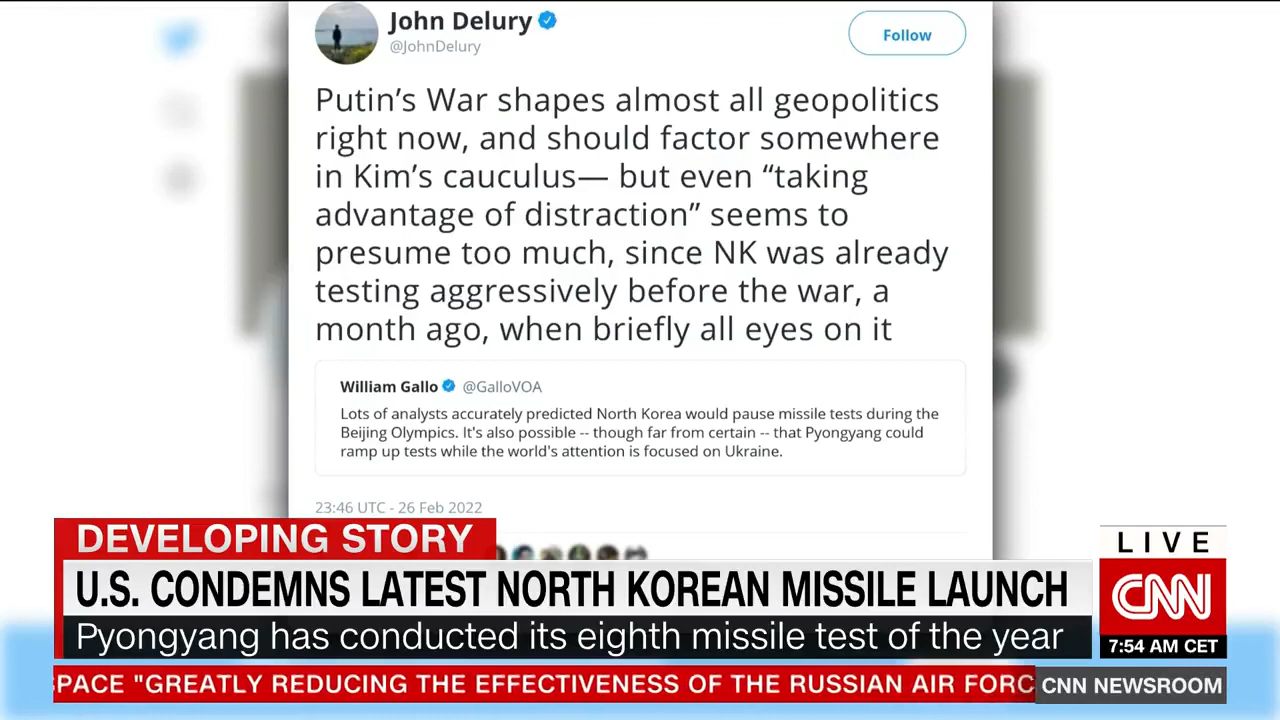 John Delury
@JohnDelury
Follow
Putin’s War shapes almost all geopolitics
right now, and should factor somewhere
in Kim’s cauculus— but even “taking
advantage of distraction” seems to
presume too much, since NK was already
testing aggressively before the war, a
month ago, when briefly all eyes on it
William Gallo @GalloVOA
Lots of analysts accurately predicted North Korea would pause missile tests during the
Beijing Olympics. It's also possible -- though far from certain -- that Pyongyang could
ramp up tests while the world's attention is focused on Ukraine.
23:46 UTC - 26 Feb 2022
DEVELOPING STORY
U.S. CONDEMNS LATEST NORTH KOREAN MISSILE LAUNCH
Pyongyang has conducted its eighth missile test of the year
LIVE
CNN
7:54 AM CET
PACE "GREATLY REDUCING THE EFFECTIVENESS OF THE RUSSIAN AIR FORC
CNN NEWSROOM